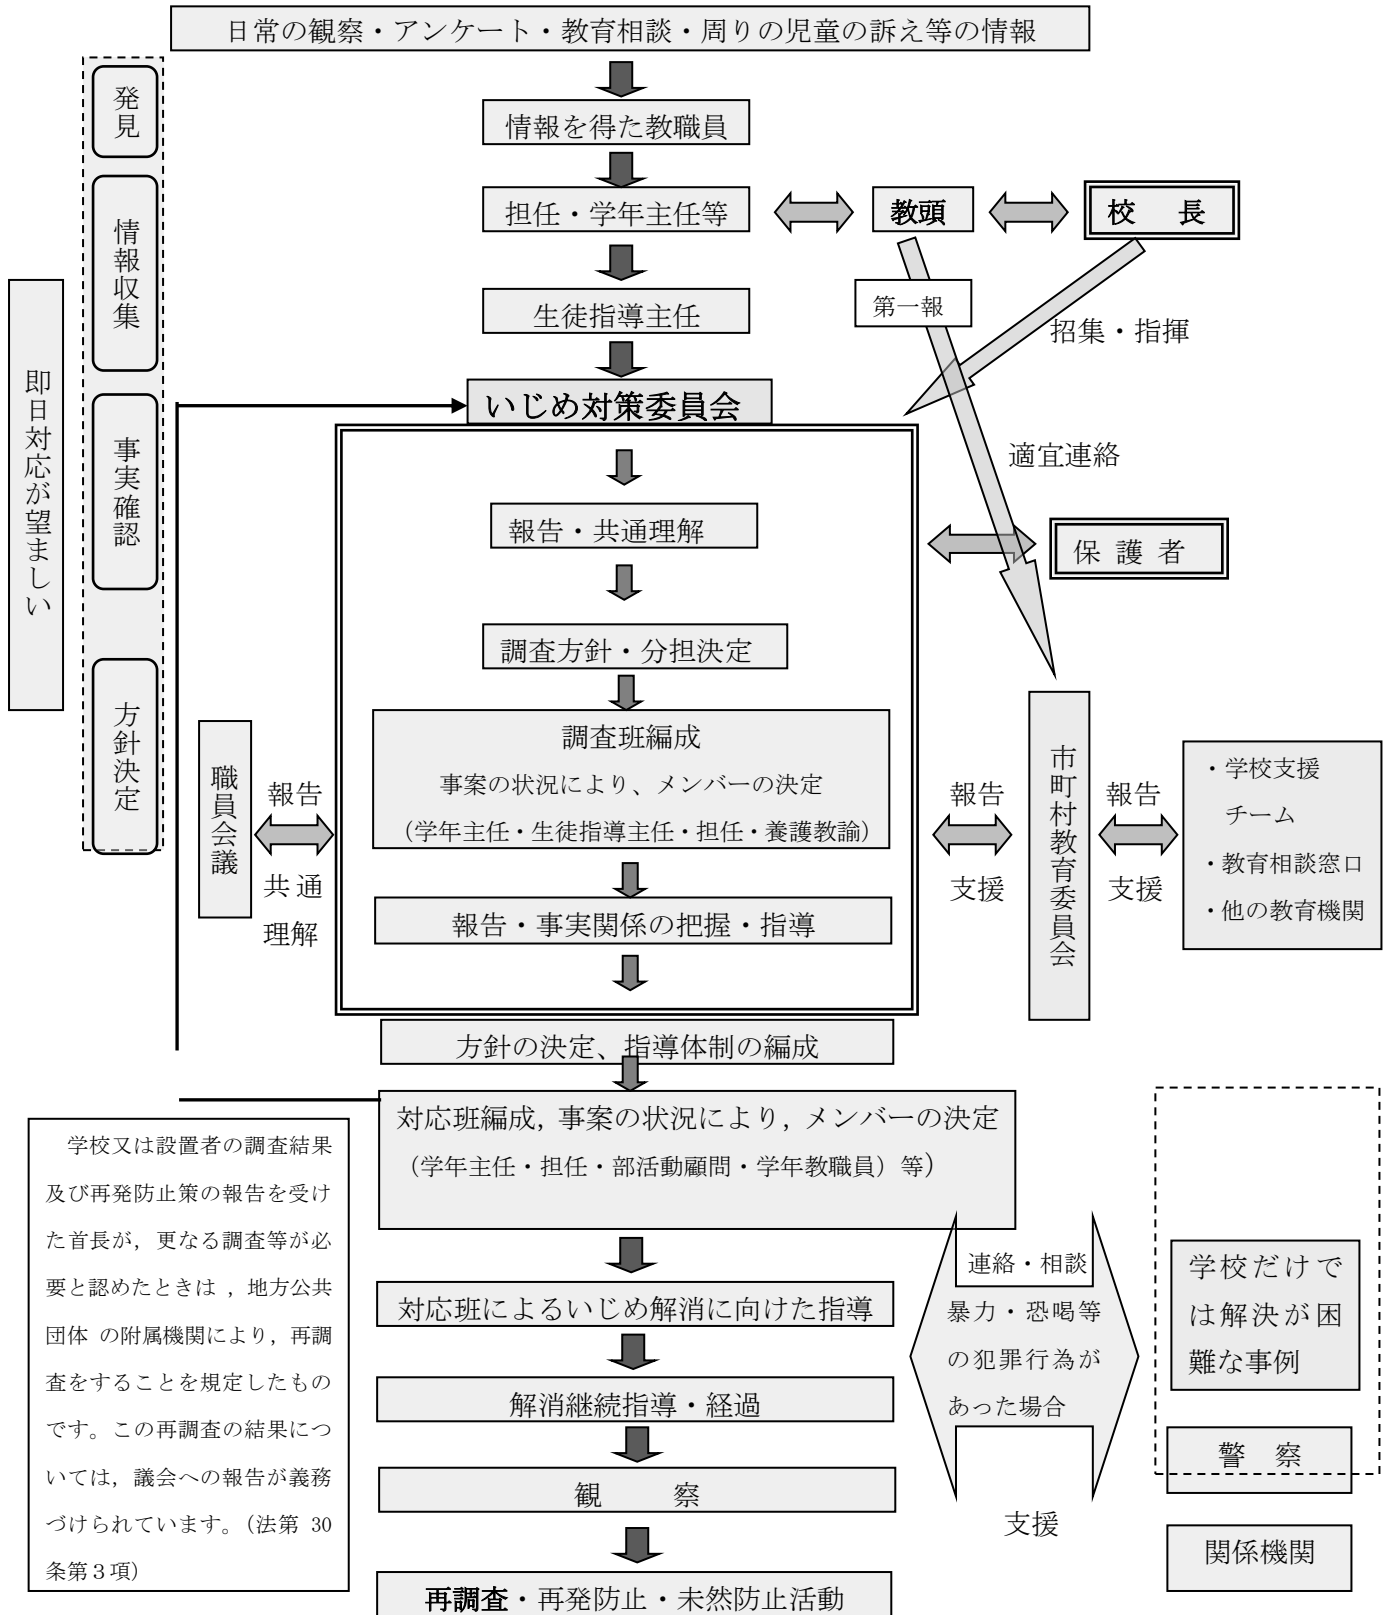 日常の観察・アンケート・教育相談・周りの児童の訴え等の情報
発見
情報収集
事実確認
方針決定
即日対応が望ましい
情報を得た教職員
担任・学年主任等
教頭
校　長
生徒指導主任
第一報
招集・指揮
いじめ対策委員会
適宜連絡
報告・共通理解
保 護 者
調査方針・分担決定
調査班編成
事案の状況により、メンバーの決定
（学年主任・生徒指導主任・担任・養護教諭）
報告・事実関係の把握・指導
職員会議
報告
共 通
理解
報告
支援
市町村教育委員会
報告
支援
・学校支援
チーム
・教育相談窓口
・他の教育機関
方針の決定、指導体制の編成
対応班編成，事案の状況により，メンバーの決定
（学年主任・担任・部活動顧問・学年教職員）等）
学校又は設置者の調査結果
及び再発防止策の報告を受け
た首長が，更なる調査等が必
要と認めたときは ，地方公共
団体 の附属機関により，再調
査をすることを規定したもの
です。この再調査の結果につ
いては，議会への報告が義務
づけられています。（法第 30
条第３項）
対応班によるいじめ解消に向けた指導
解消継続指導・経過
観　　察
再調査・再発防止・未然防止活動
連絡・相談
暴力・恐喝等
の犯罪行為が
あった場合
支援
学校だけで
は解決が困
難な事例
警　察
関係機関